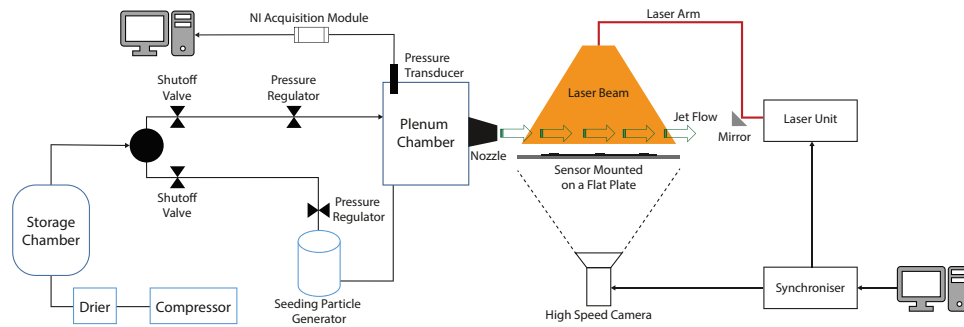 NI Acquisition Module
Laser Arm
Pressure
Transducer
Shutoff
Valve
Pressure
Regulator
Laser Beam
Plenum
Chamber
Jet Flow
Mirror
Laser Unit
Nozzle
Sensor Mounted
on a Flat Plate
Shutoff
Valve
Pressure
Regulator
Storage
Chamber
Seeding Particle
Generator
Drier
Compressor
High Speed Camera
Synchroniser